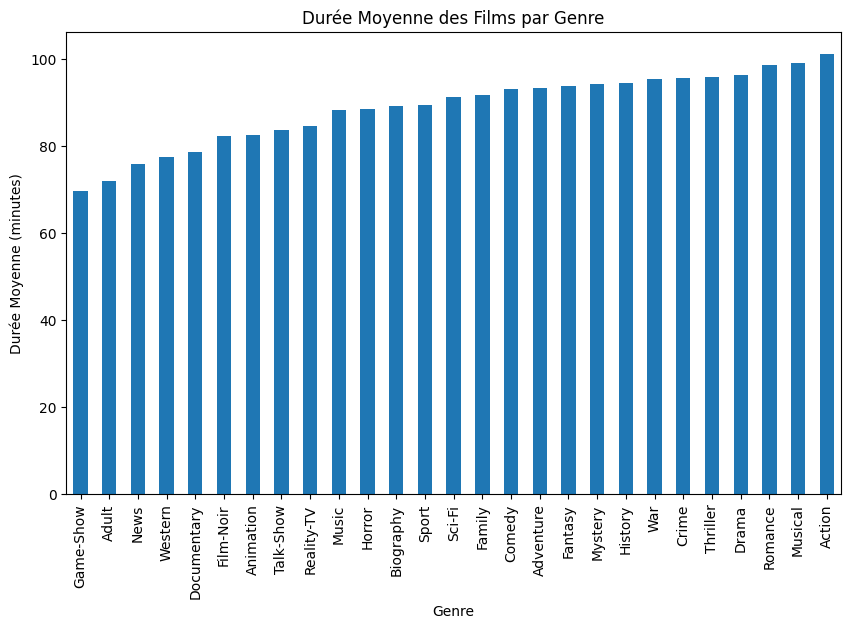 Durée Moyenne des Films par Genre
Durée Moyenne (minutes)
100
80
60
40
20
0
Game-Show
Adult
News
Western
Documentary
Film-Noir
Animation
Talk-Show
Reality-TV
Music
Horror
Biography
Sport
Sci-Fi
Family
Comedy
Adventure
Fantasy
Mystery
History
War
Crime
Thriller
Drama
Romance
Musical
Action
Genre